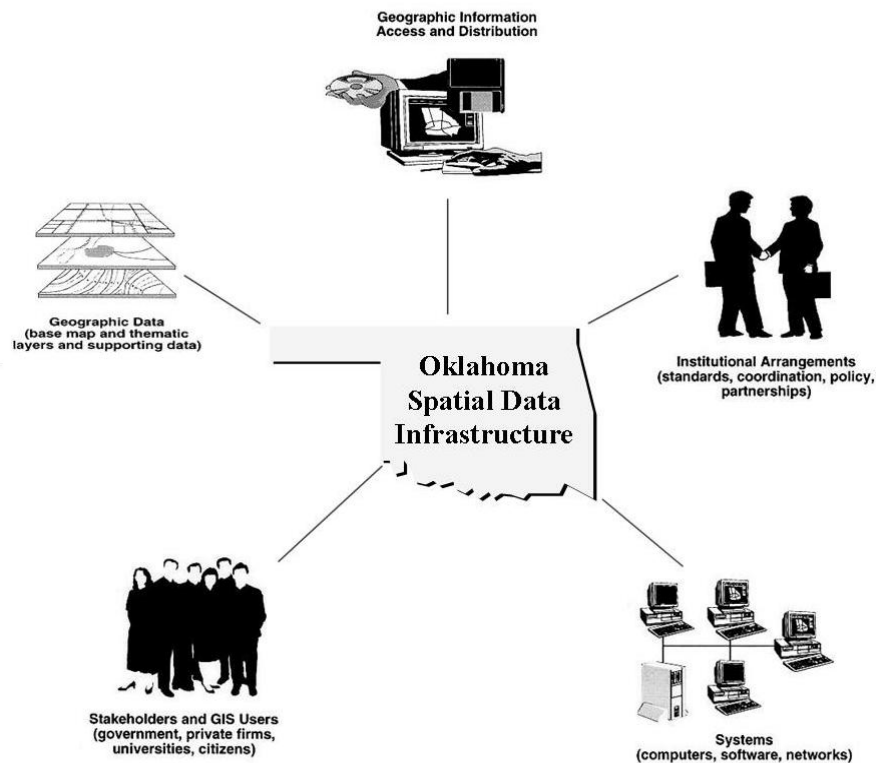 Geographic Information
Access and Distribution
Geographic Data
(base map and thematic
layers and supporting data)
Oklahoma
Spatial Data
Infrastructure
Institutional Arrangements
(standards, coordination, policy,
partnerships)
Stakeholders and GIS Users
(government, private firms,
universities, citizens)
Systems
(computers, software, networks)